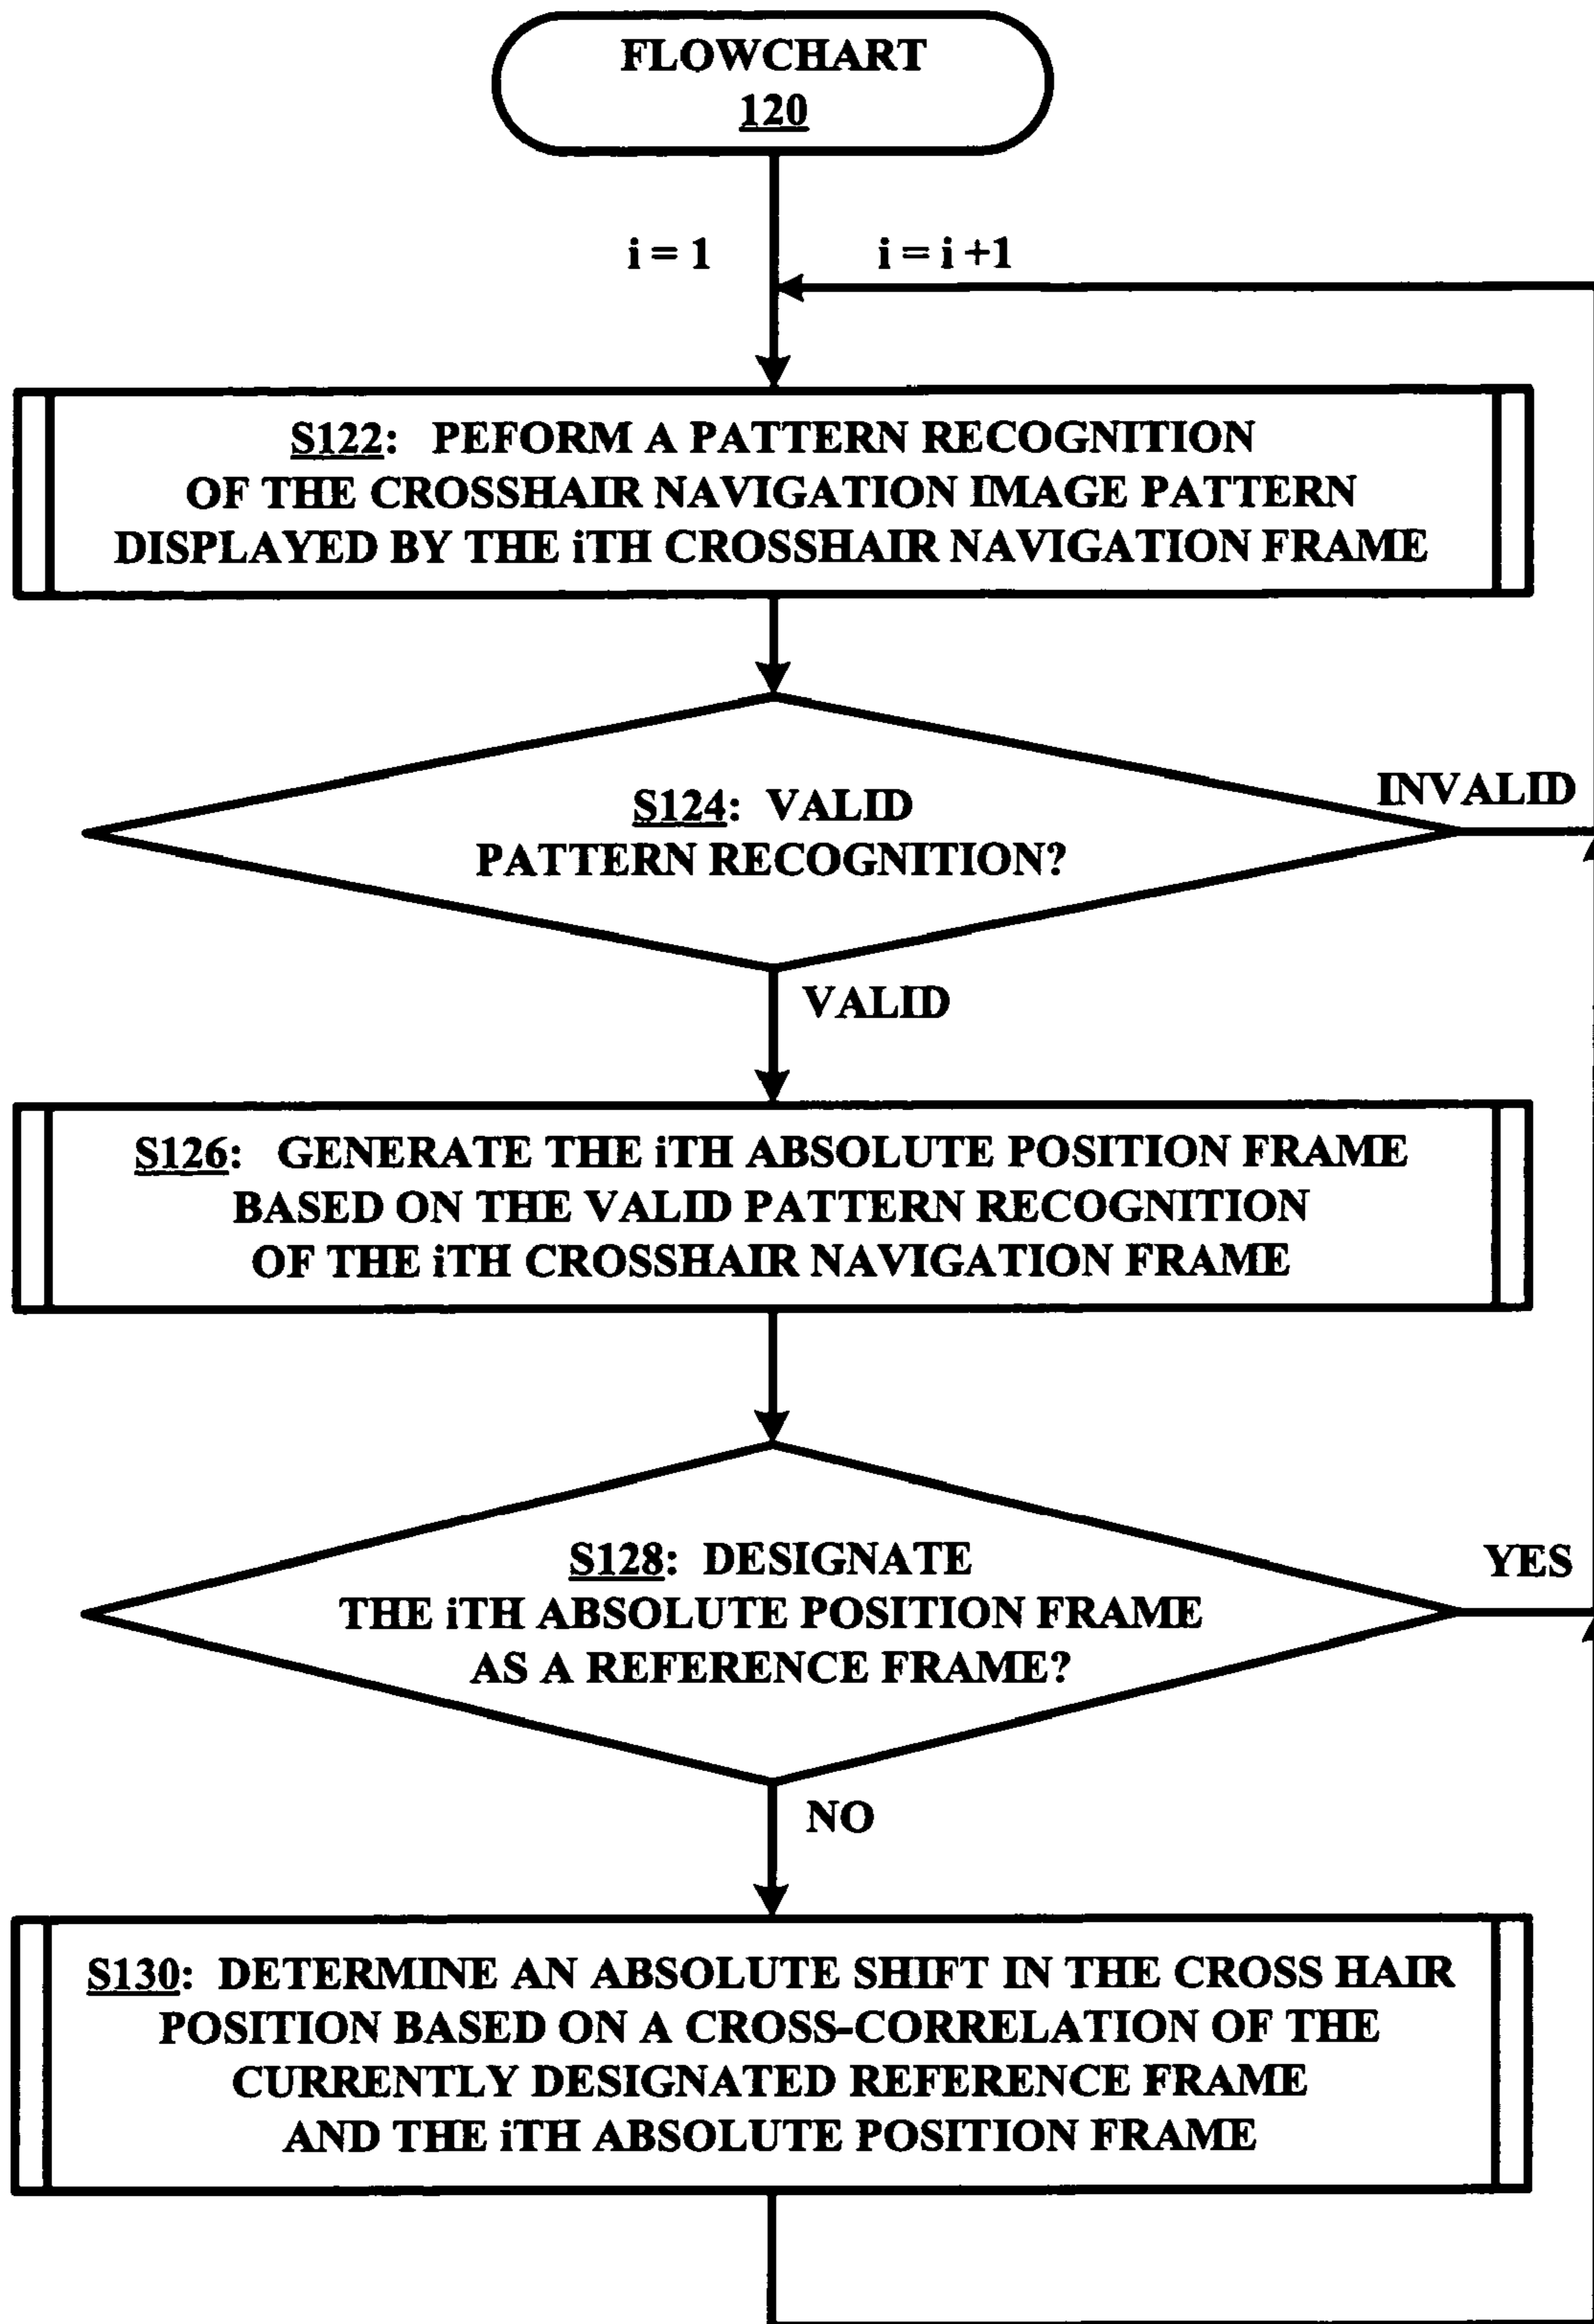 FLOWCHART
120
i = 1
i = i +1
S122: PEFORM A PATTERN RECOGNITION
OF THE CROSSHAIR NAVIGATION IMAGE PATTERN
DISPLAYED BY THE iTH CROSSHAIR NAVIGATION FRAME
S124: VALID
PATTERN RECOGNITION?
INVALID
VALID
S126: GENERATE THE iTH ABSOLUTE POSITION FRAME
BASED ON THE VALID PATTERN RECOGNITION
OF THE iTH CROSSHAIR NAVIGATION FRAME
S128: DESIGNATE
THE iTH ABSOLUTE POSITION FRAME
AS A REFERENCE FRAME?
YES
NO
S130: DETERMINE AN ABSOLUTE SHIFT IN THE CROSS HAIR
POSITION BASED ON A CROSS-CORRELATION OF THE
CURRENTLY DESIGNATED REFERENCE FRAME
AND THE iTH ABSOLUTE POSITION FRAME